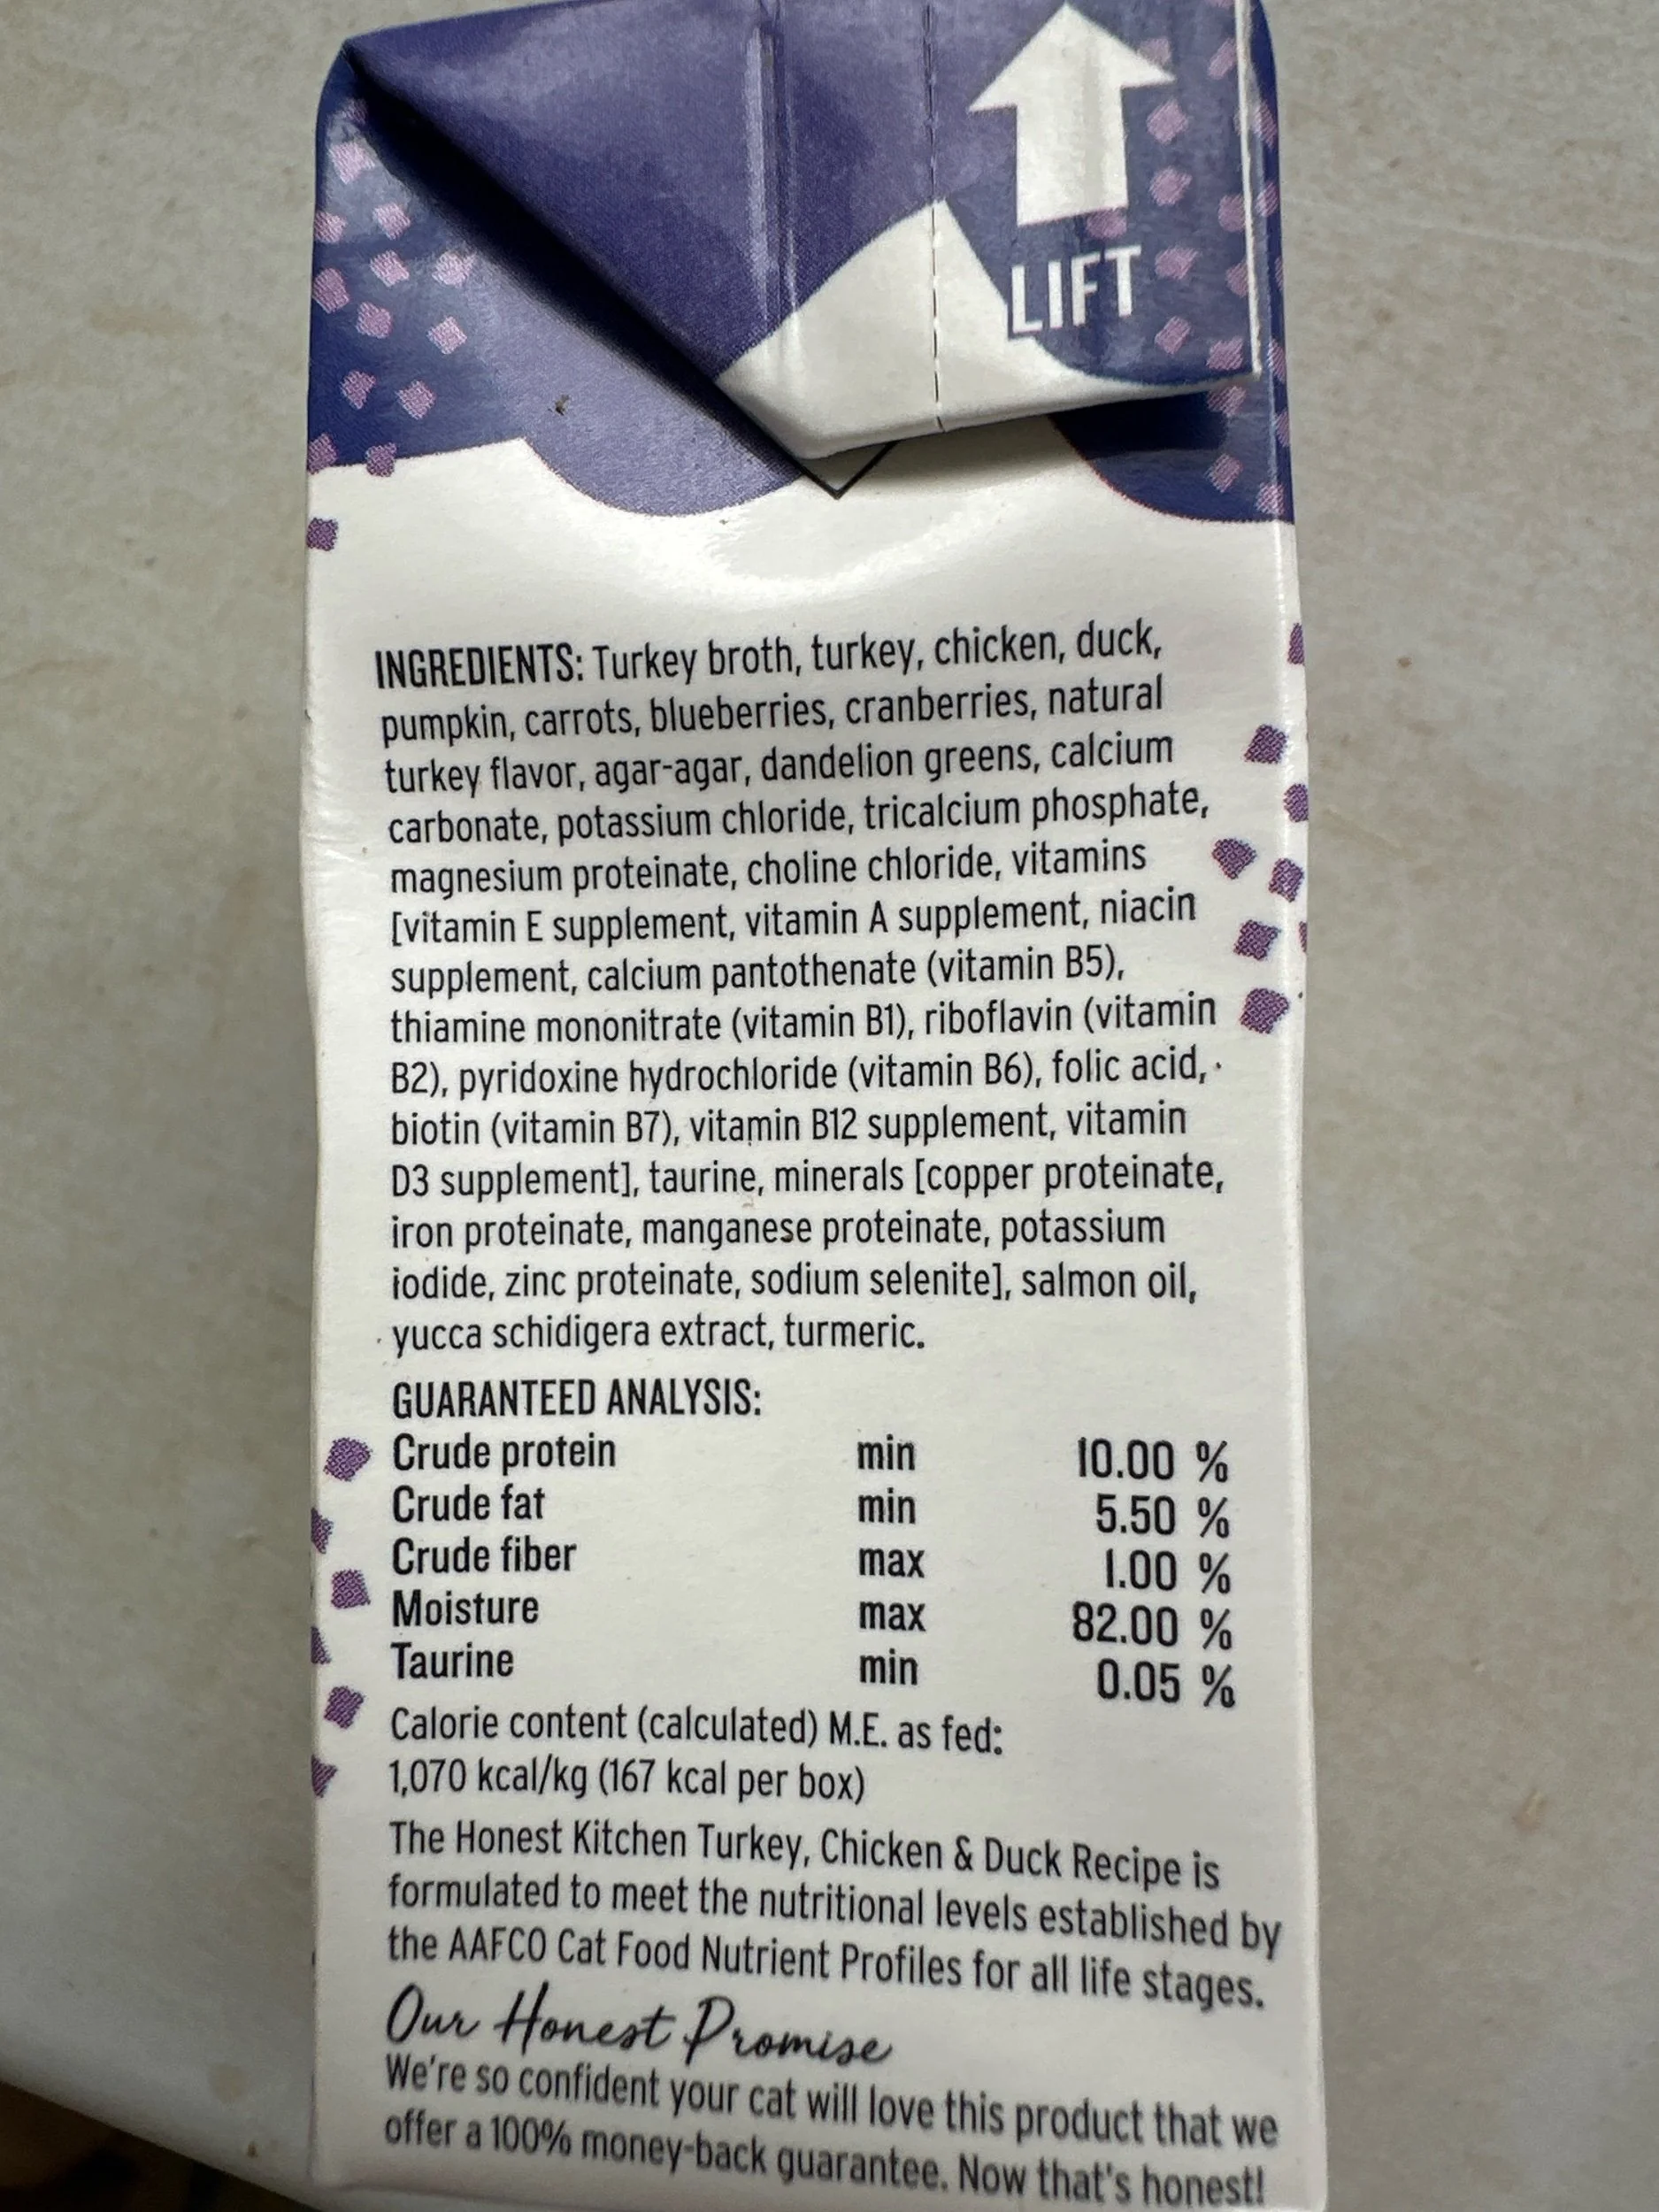 LIFT
INGREDIENTS: Turkey broth, turkey, chicken, duck,
pumpkin, carrots, blueberries, cranberries, natural
turkey flavor, agar-agar, dandelion greens, calcium
carbonate, potassium chloride, tricalcium phosphate,
magnesium proteinate, choline chloride, vitamins
[vitamin E supplement, vitamin A supplement, niacin
supplement, calcium pantothenate (vitamin B5),
thiamine mononitrate (vitamin B1), riboflavin (vitamin
B2), pyridoxine hydrochloride (vitamin B6), folic acid,
biotin (vitamin B7), vitamin B12 supplement, vitamin
D3 supplement], taurine, minerals [copper proteinate,
iron proteinate, manganese proteinate, potassium
iodide, zinc proteinate, sodium selenite], salmon oil,
yucca schidigera extract, turmeric.
GUARANTEED ANALYSIS:
Crude protein min 10.00 %
Crude fat min 5.50 %
Crude fiber max 1.00 %
Moisture max 82.00 %
Taurine min 0.05 %
Calorie content (calculated) M.E. as fed:
1,070 kcal/kg (167 kcal per box)
The Honest Kitchen Turkey, Chicken & Duck Recipe is
formulated to meet the nutritional levels established by
the AAFCO Cat Food Nutrient Profiles for all life stages.
Our Honest Promise
We're so confident your cat will love this product that we
offer a 100% money-back guarantee. Now that's honest!